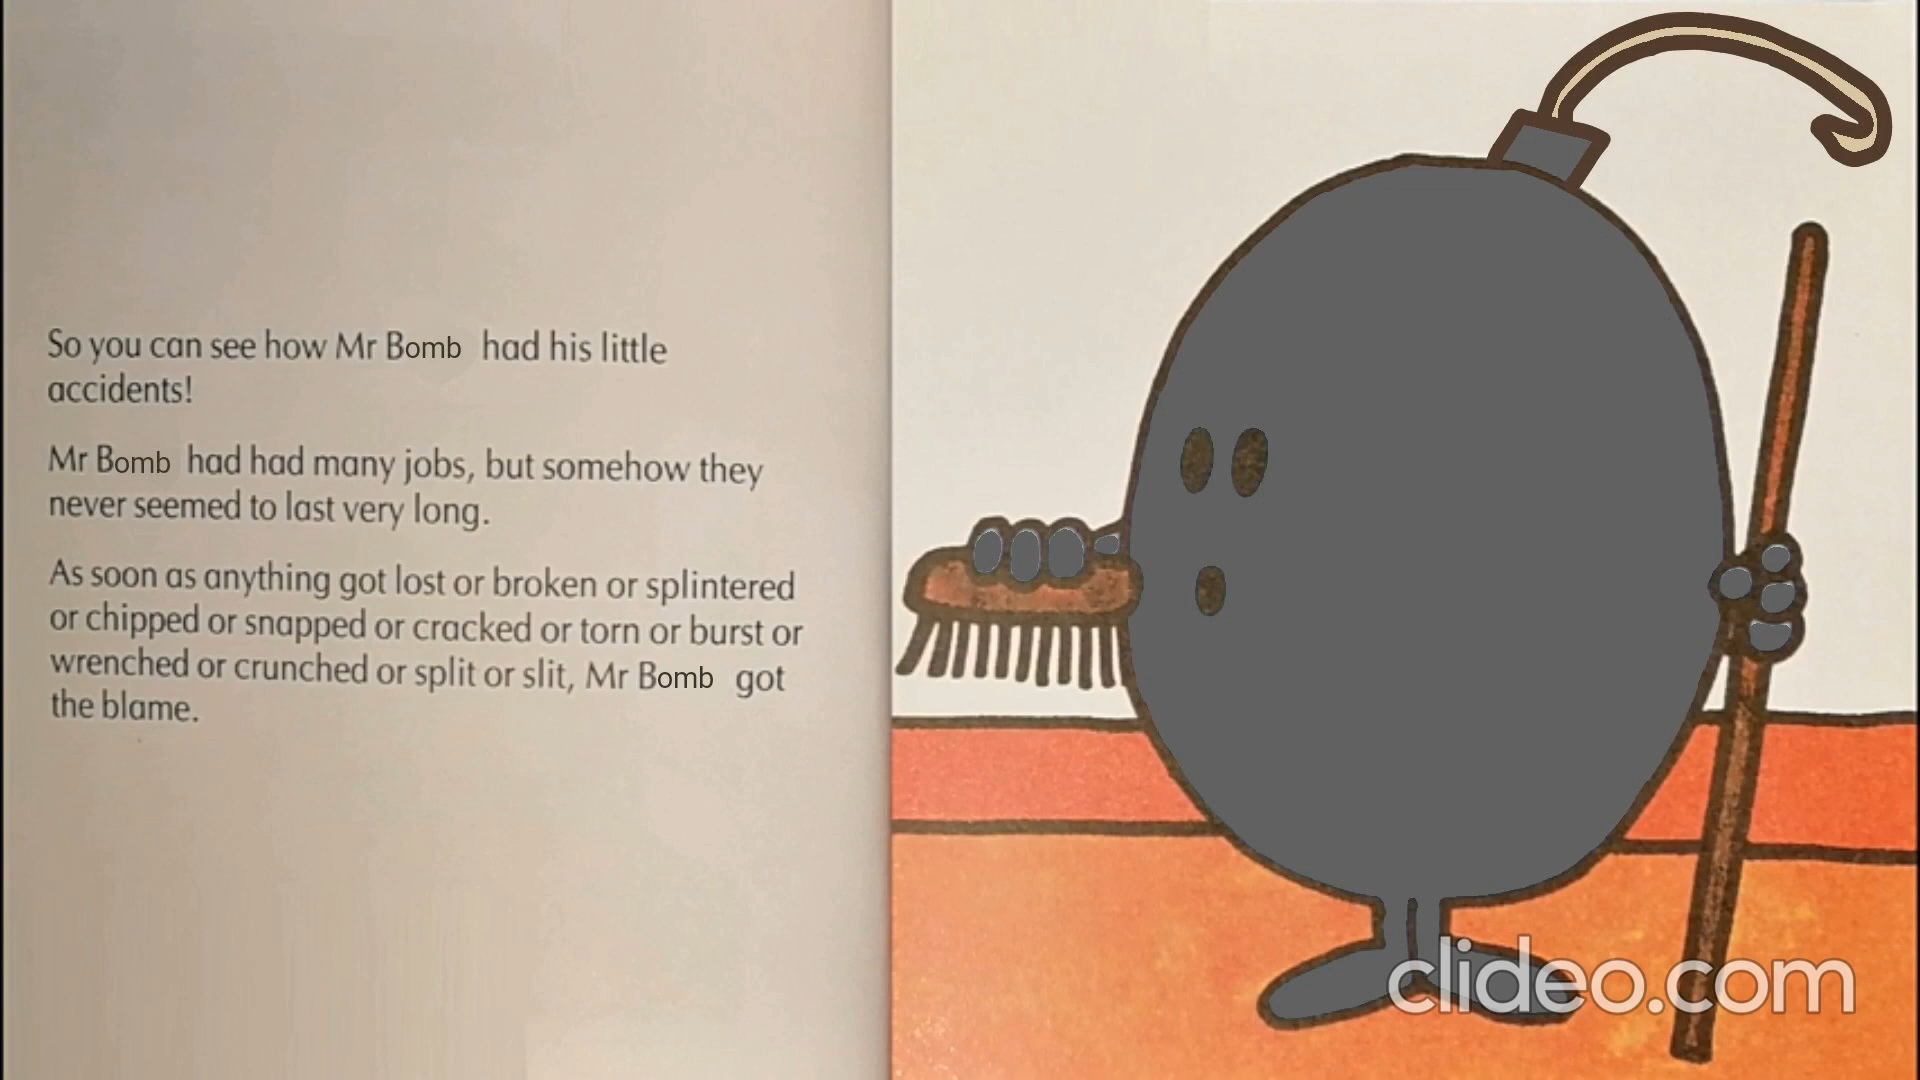 So you can see how Mr Bomb had his little
accidents!
Mr Bomb had had many jobs, but somehow they
never seemed to last very long.
As soon as anything got lost or broken or splintered
or chipped or snapped or cracked or torn or burst or
wrenched or crunched or split or slit, Mr Bomb got
the blame.
clideo.com